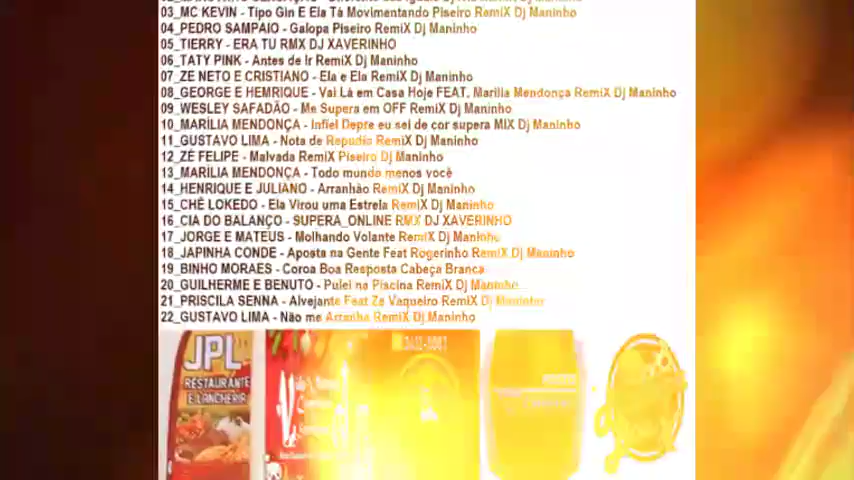 03_MC KEVIN - Tipo Gin E Ela Tá Movimentando Piseiro RemiX Dj Maninho
04_PEDRO SAMPAIO - Galopa Piseiro RemiX Dj Maninho
05_TIERRY - ERA TU RMX DJ XAVERINHO
06_TATY PINK - Antes de Ir RemiX Dj Maninho
07_ZE NETO E CRISTIANO - Ela e Ela RemiX Dj Maninho
08_GEORGE E HEMRIQUE - Vai Lá em Casa Hoje FEAT. Marilia Mendonça RemiX Dj Maninho
09_WESLEY SAFADÃO - Me Supera em OFF RemiX Dj Maninho
10_MARÍLIA MENDONÇA - Infiel Depre eu sei de cor supera MIX Dj Maninho
11_GUSTAVO LIMA - Nota de Repudio RemiX Dj Maninho
12_ZÉ FELIPE - Malvada RemiX Piseiro Dj Maninho
13_MARÍLIA MENDONÇA - Todo mundo menos você
14_HENRIQUE E JULIANO - Arranhão RemiX Dj Maninho
15_CHÊ LOKEDO - Ela Virou uma Estrela RemiX Dj Maninho
16_CIA DO BALANÇO - SUPERA_ONLINE RMX DJ XAVERINHO
17_JORGE E MATEUS - Molhando Volante RemiX Dj Maninho
18_JAPINHA CONDE - Aposta na Gente Feat Rogerinho RemiX Dj Maninho
19_BINHO MORAES - Coroa Boa Resposta Cabeça Branca
20_GUILHERME E BENUTO - Pulei na Piscina RemiX Dj Maninho
21_PRISCILA SENNA - Alvejante Feat Ze Vaqueiro RemiX Dj Maninho
22_GUSTAVO LIMA - Não me Arranha RemiX Dj Maninho
JPL
RESTAURANTE
E LANCHERIA